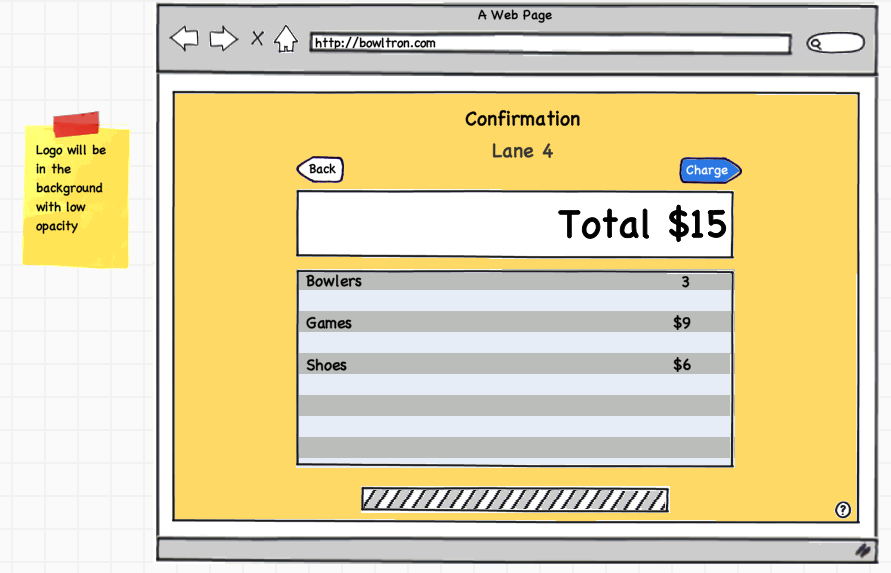 A Web Page
X
http://bowltron.com
Logo will be
in the
background
with low
opacity
Confirmation
Lane 4
Back
Charge
Total $15
Bowlers 3
Games $9
Shoes $6
?